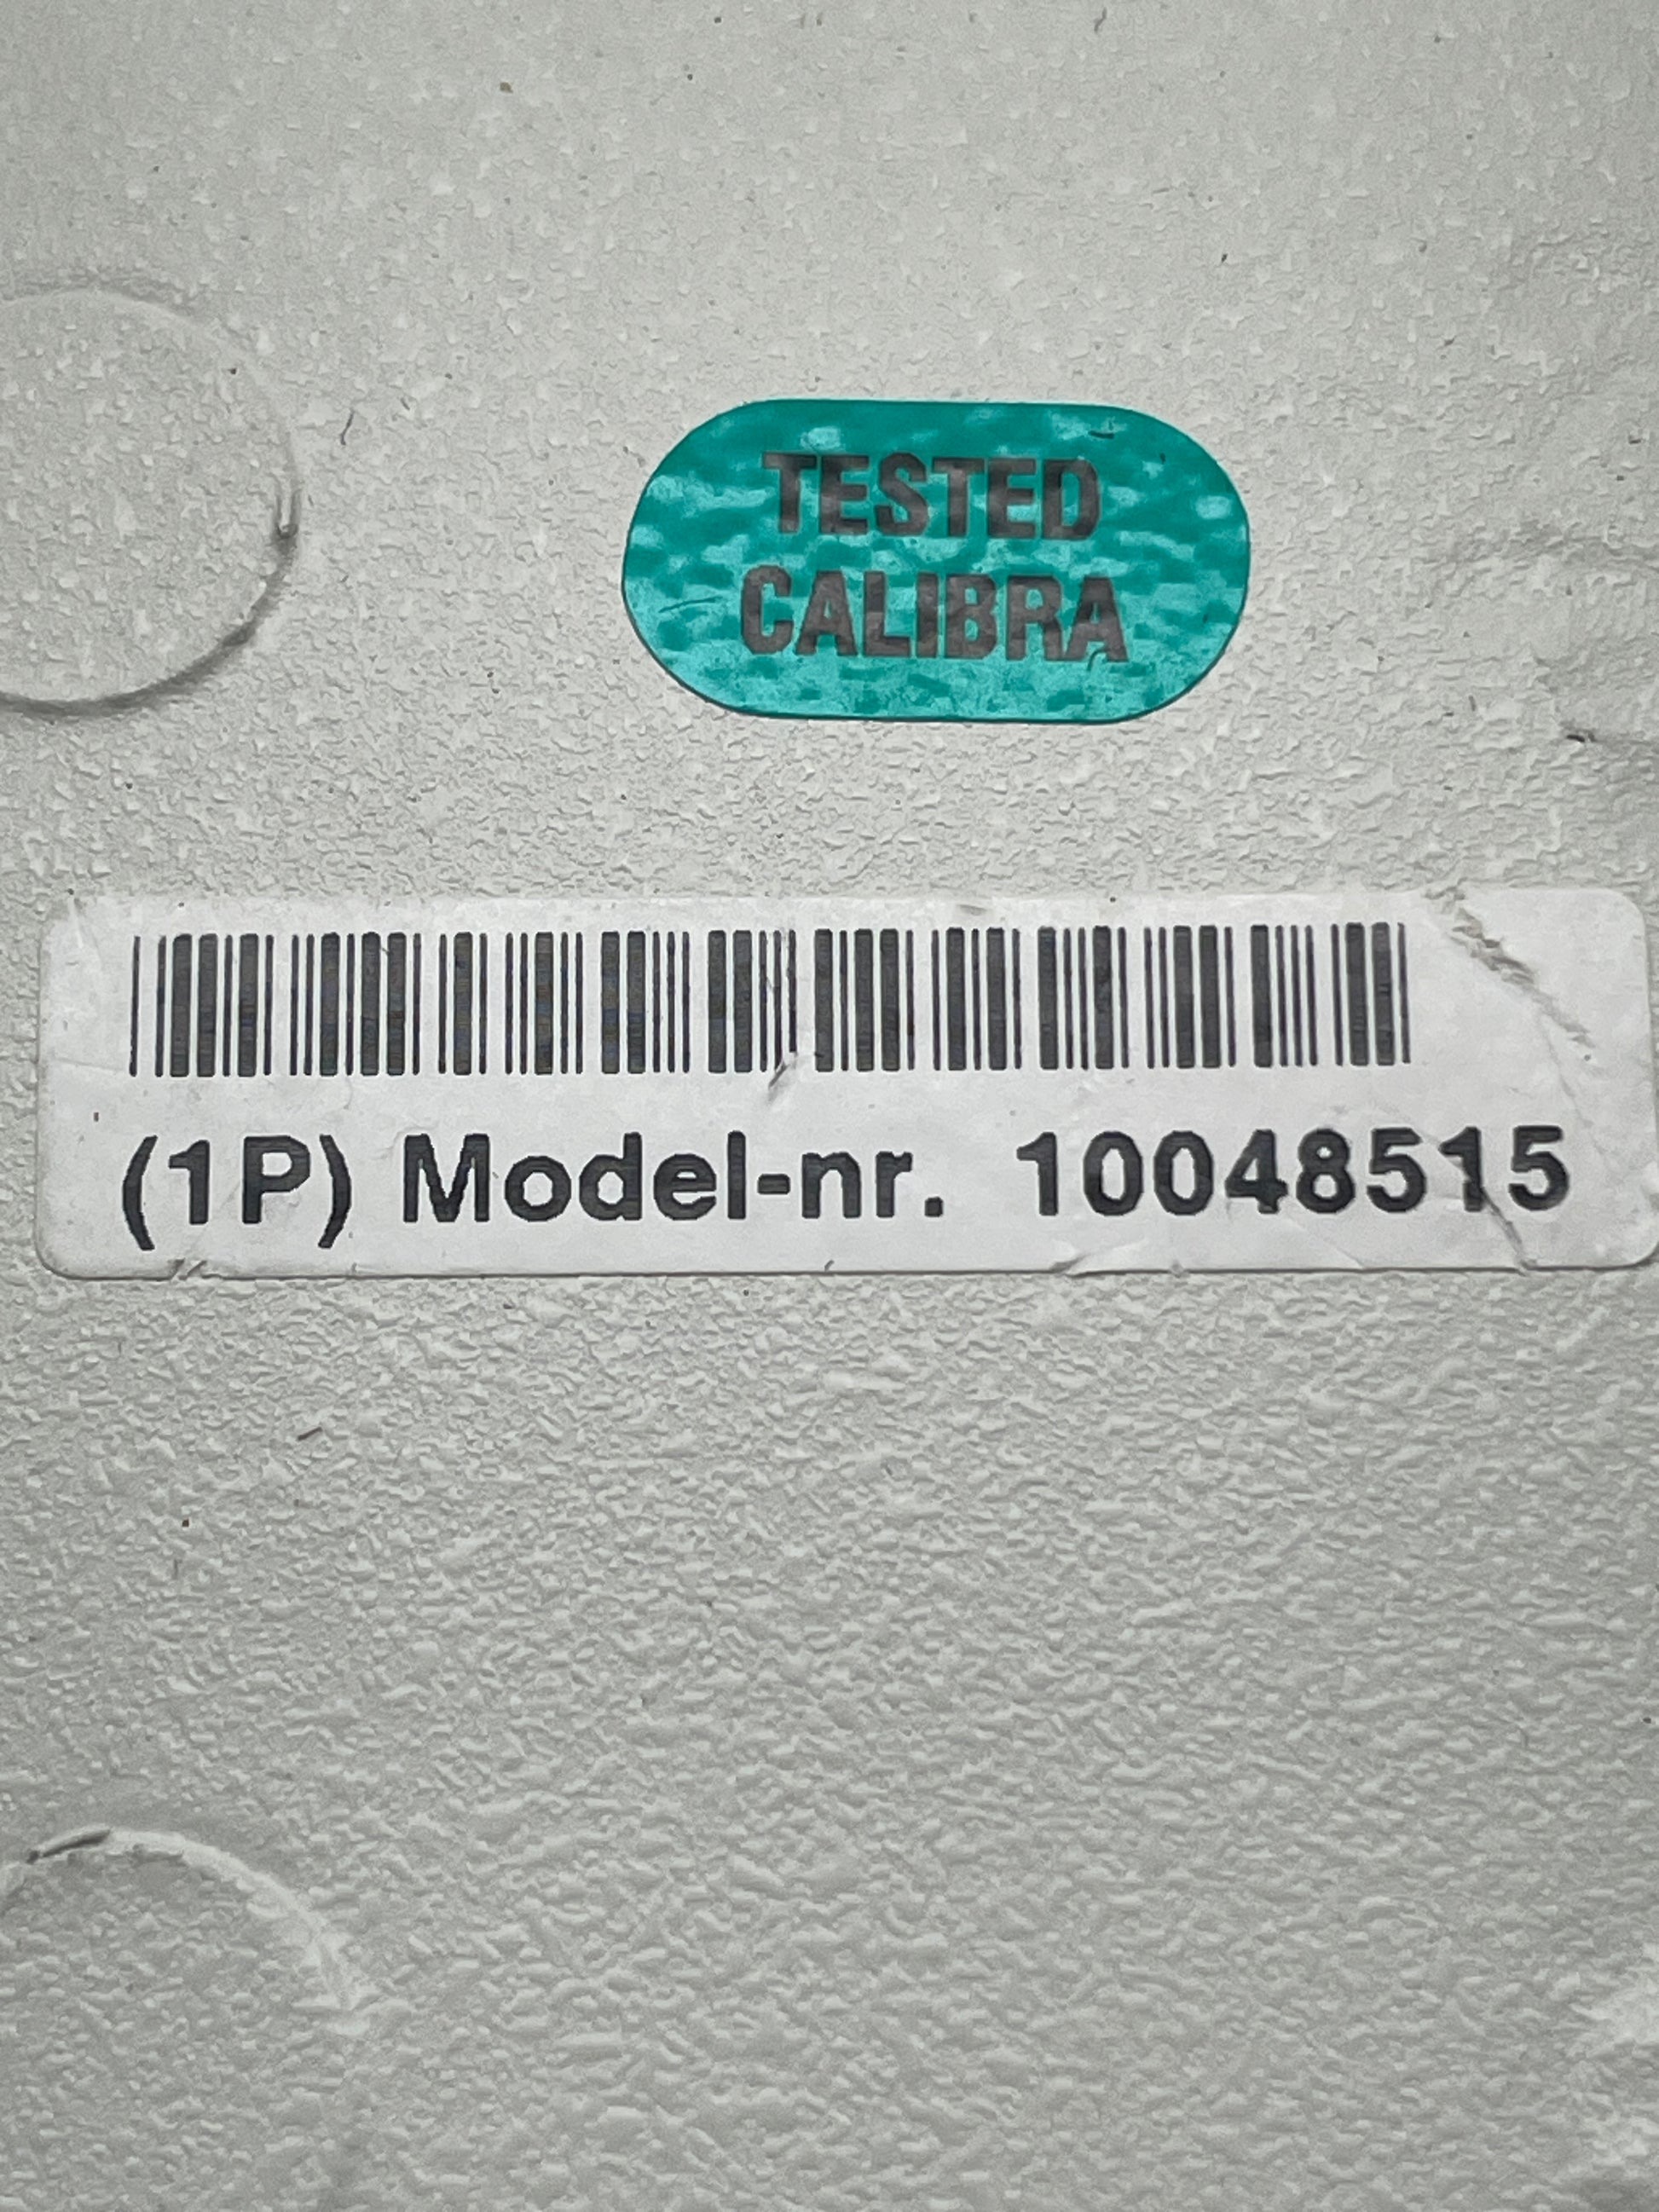 TESTED
CALIBRA
(1P) Model-nr. 10048515